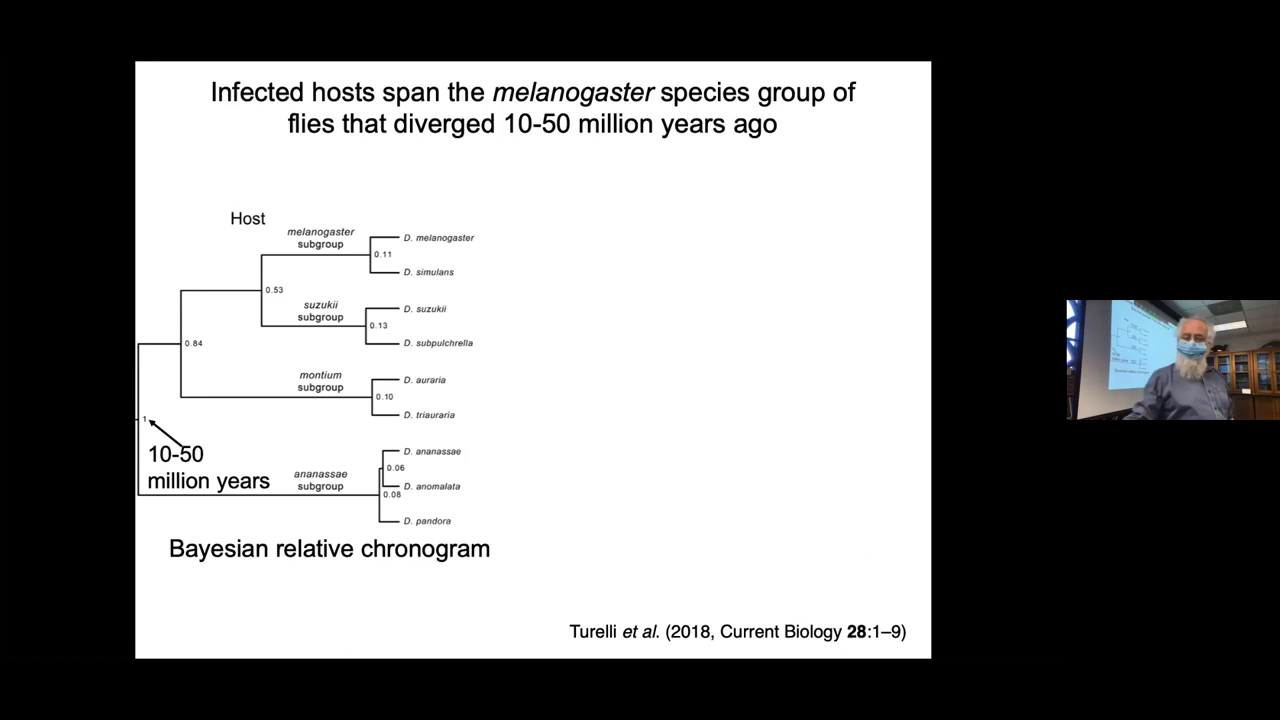 Infected hosts span the melanogaster species group of
flies that diverged 10-50 million years ago
Host
melanogaster
subgroup
D. melanogaster
0.11
D. simulans
0.53
suzukii
subgroup
D. suzukii
0.13
D. subpulchrella
0.84
montium
subgroup
D. auraria
0.10
D. triauraria
1
10-50
million years
ananassae
subgroup
D. ananassae
0.06
D. anomalata
0.08
D. pandora
Bayesian relative chronogram
Turelli et al. (2018, Current Biology 28:1–9)